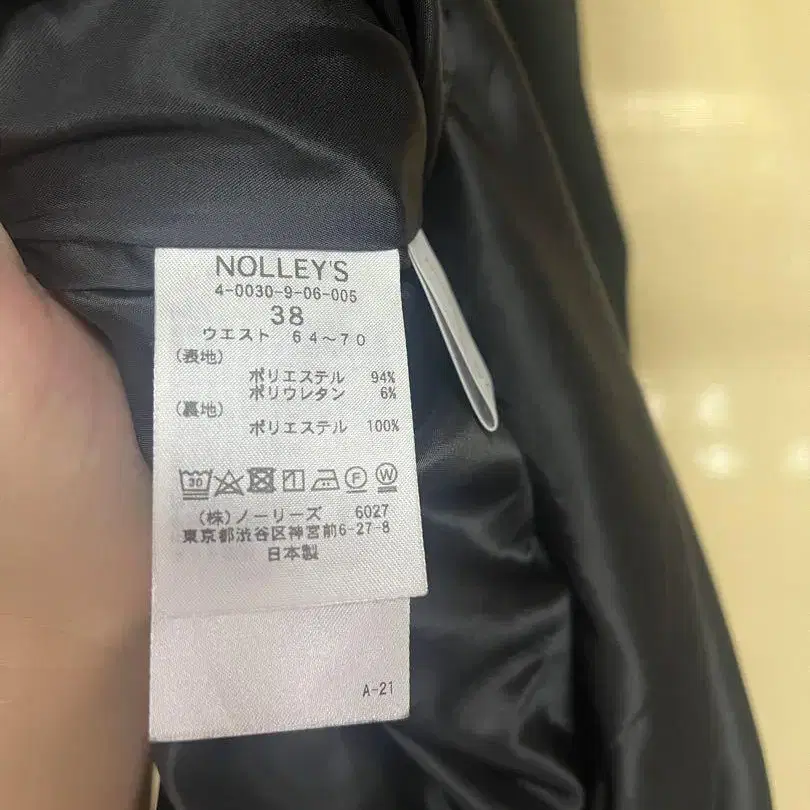 NOLLEY'S
4-0030-9-06-005
38
ウエスト 64～70
(表地)
ポリエステル 94%
ポリウレタン 6%
(裏地)
ポリエステル 100%
30 F W
(株)ノーリーズ 6027
東京都渋谷区神宮前6-27-8
日本製
A-21